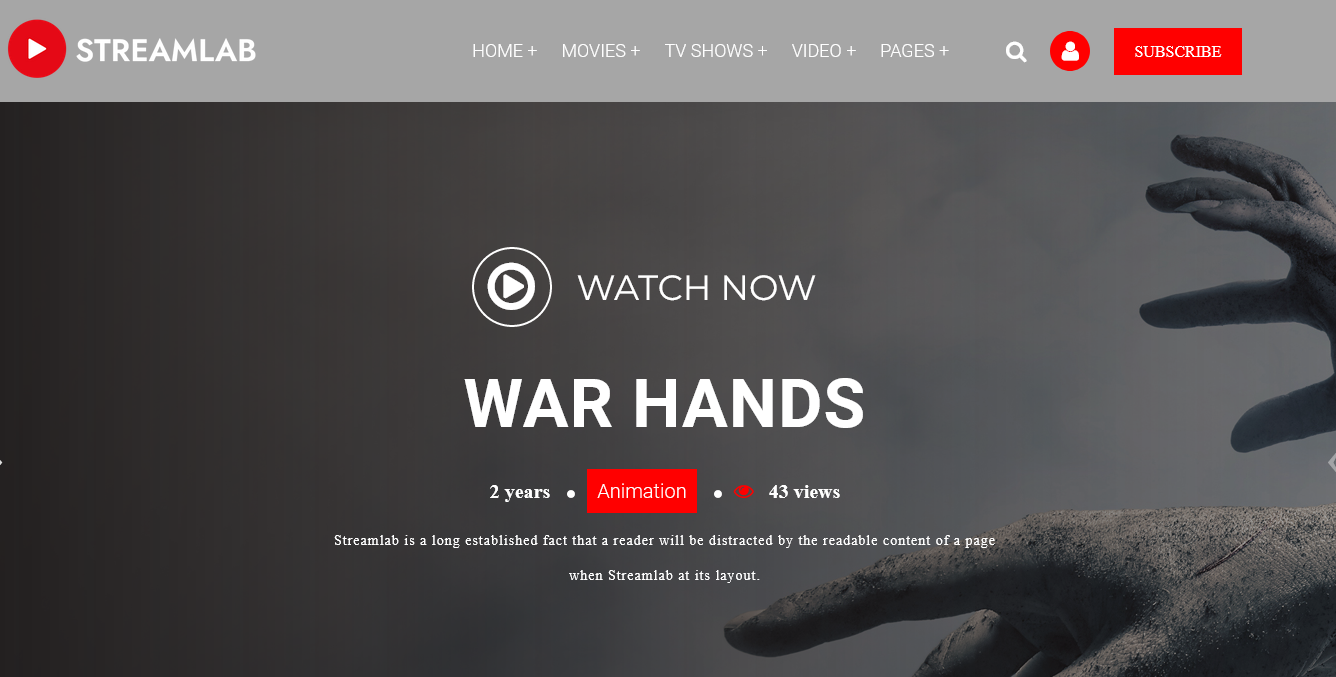 STREAMLAB
HOME + MOVIES + TV SHOWS + VIDEO + PAGES + SUBSCRIBE
WATCH NOW
WAR HANDS
2 years • Animation • 43 views
Streamlab is a long established fact that a reader will be distracted by the readable content of a page
when Streamlab at its layout.